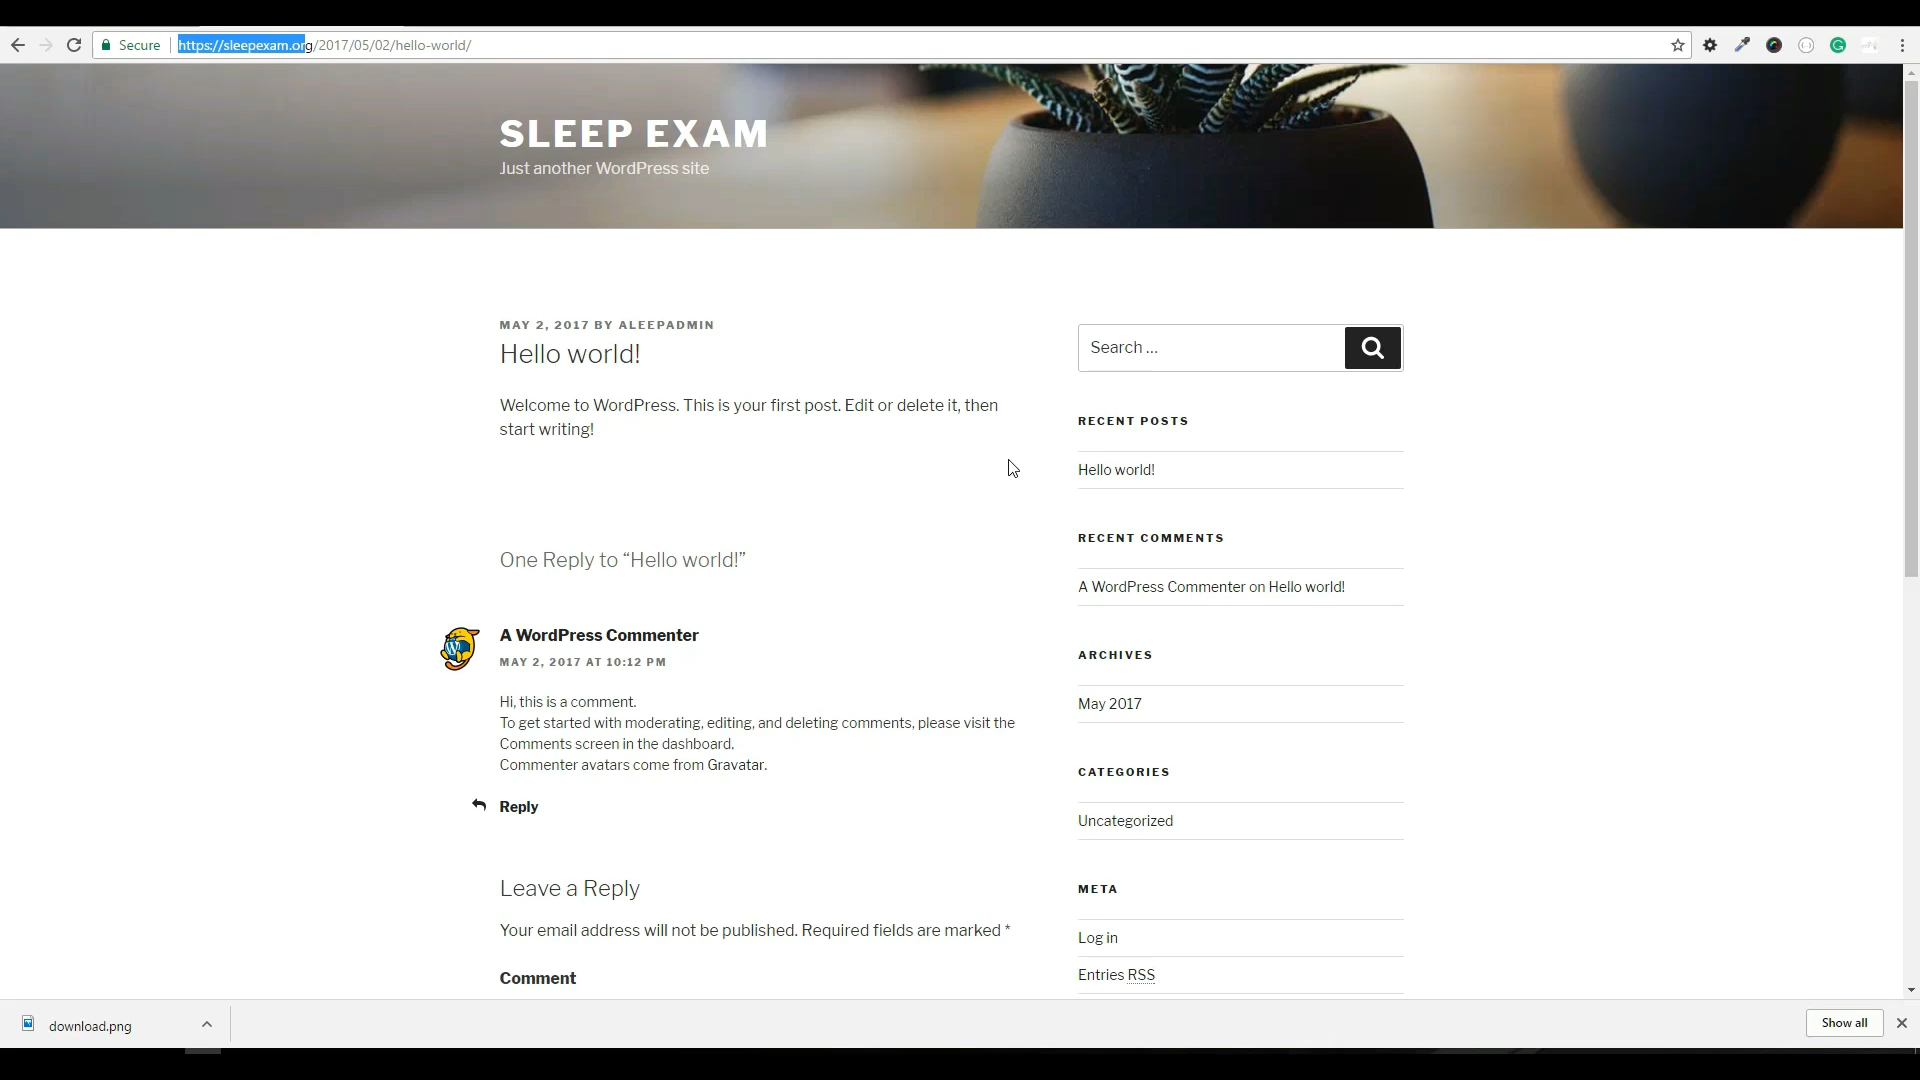 Secure
https://sleepexam.org/2017/05/02/hello-world/
SLEEP EXAM
Just another WordPress site
MAY 2, 2017 BY ALEEPADMIN
Hello world!
Welcome to WordPress. This is your first post. Edit or delete it, then
start writing!
One Reply to “Hello world!”
A WordPress Commenter
MAY 2, 2017 AT 10:12 PM
Hi, this is a comment.
To get started with moderating, editing, and deleting comments, please visit the
Comments screen in the dashboard.
Commenter avatars come from Gravatar.
Reply
Leave a Reply
Your email address will not be published. Required fields are marked *
Comment
Search …
RECENT POSTS
Hello world!
RECENT COMMENTS
A WordPress Commenter on Hello world!
ARCHIVES
May 2017
CATEGORIES
Uncategorized
META
Log in
Entries RSS
download.png
Show all